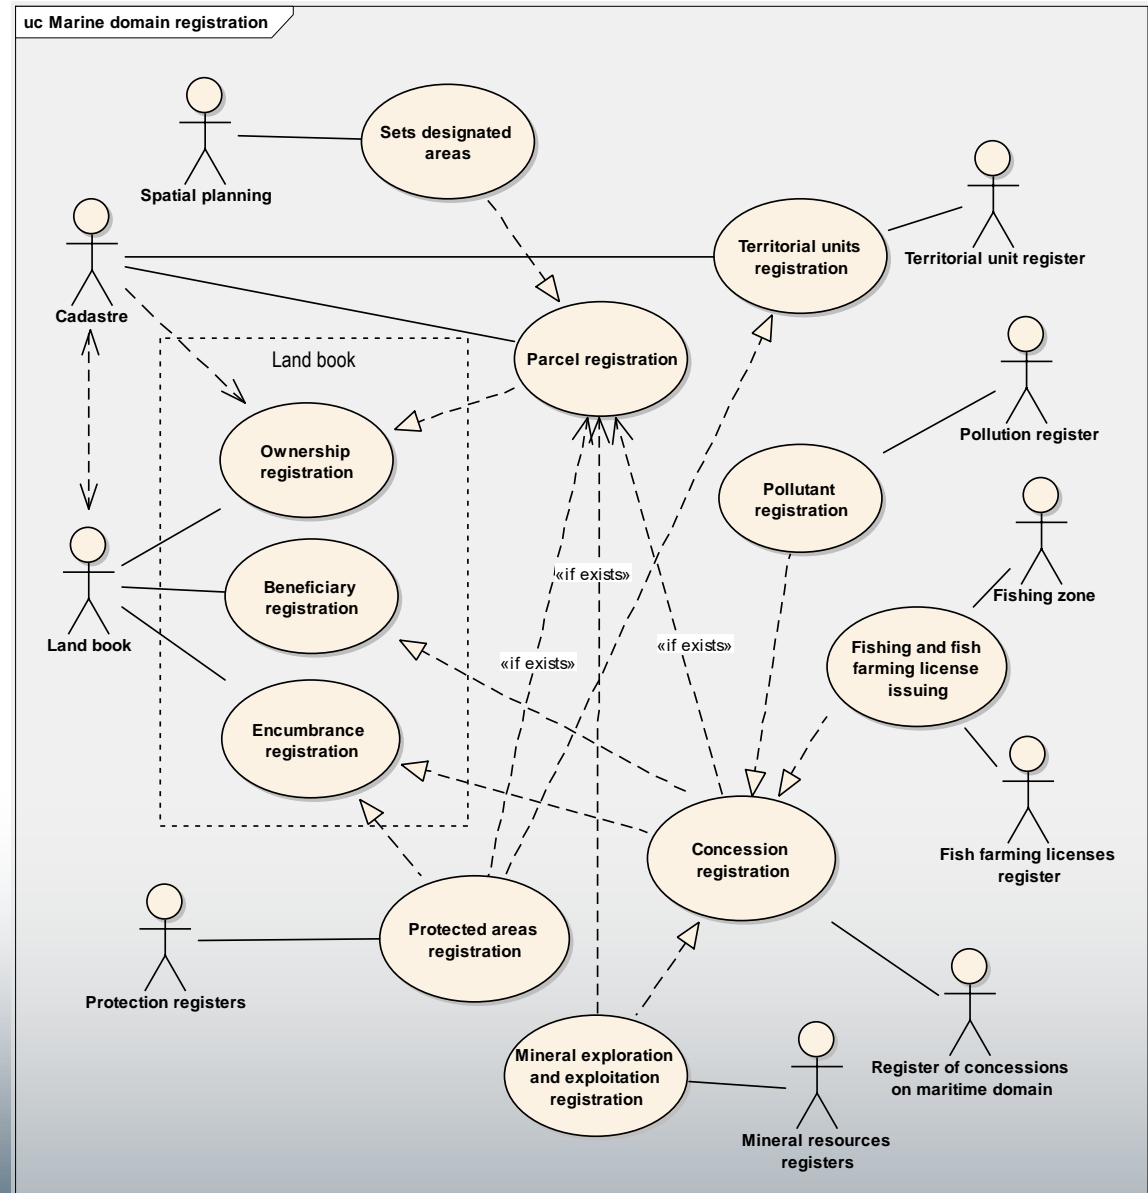 uc Marine domain registration
Sets designated
areas
Spatial planning
Territorial units
registration
Territorial unit register
Cadastre
Land book
Parcel registration
Pollution register
Ownership
registration
Pollutant
registration
Fishing zone
Beneficiary
registration
«if exists»
Land book
«if exists»
«if exists»
Fishing and fish
farming license
issuing
Encumbrance
registration
Concession
registration
Fish farming licenses
register
Protected areas
registration
Protection registers
Mineral exploration
and exploitation
registration
Register of concessions
on maritime domain
Mineral resources
registers